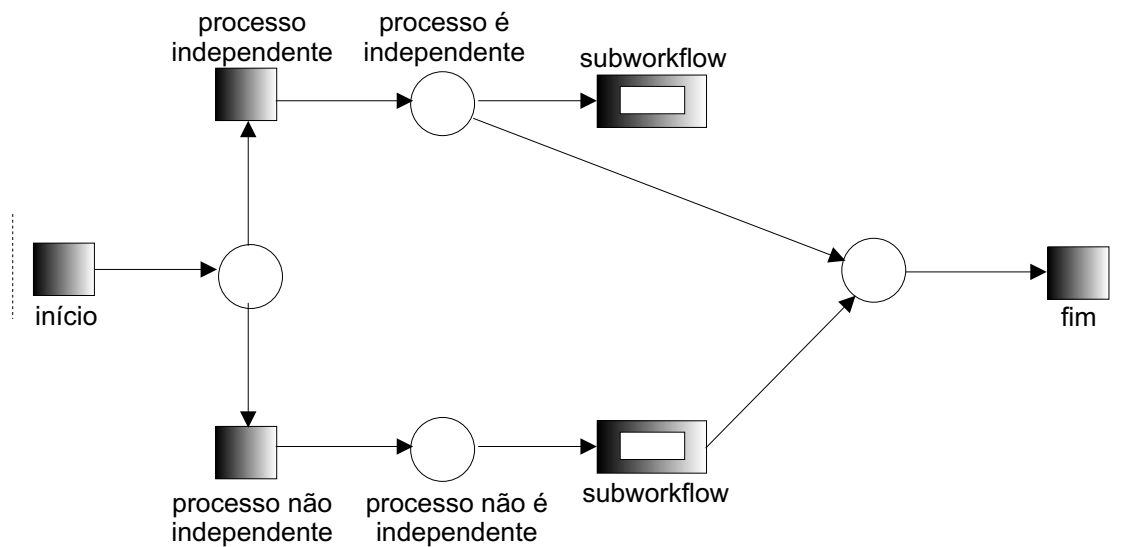 processo
independente
processo é
independente
subworkflow
início
fim
processo não
independente
processo não é
independente
subworkflow